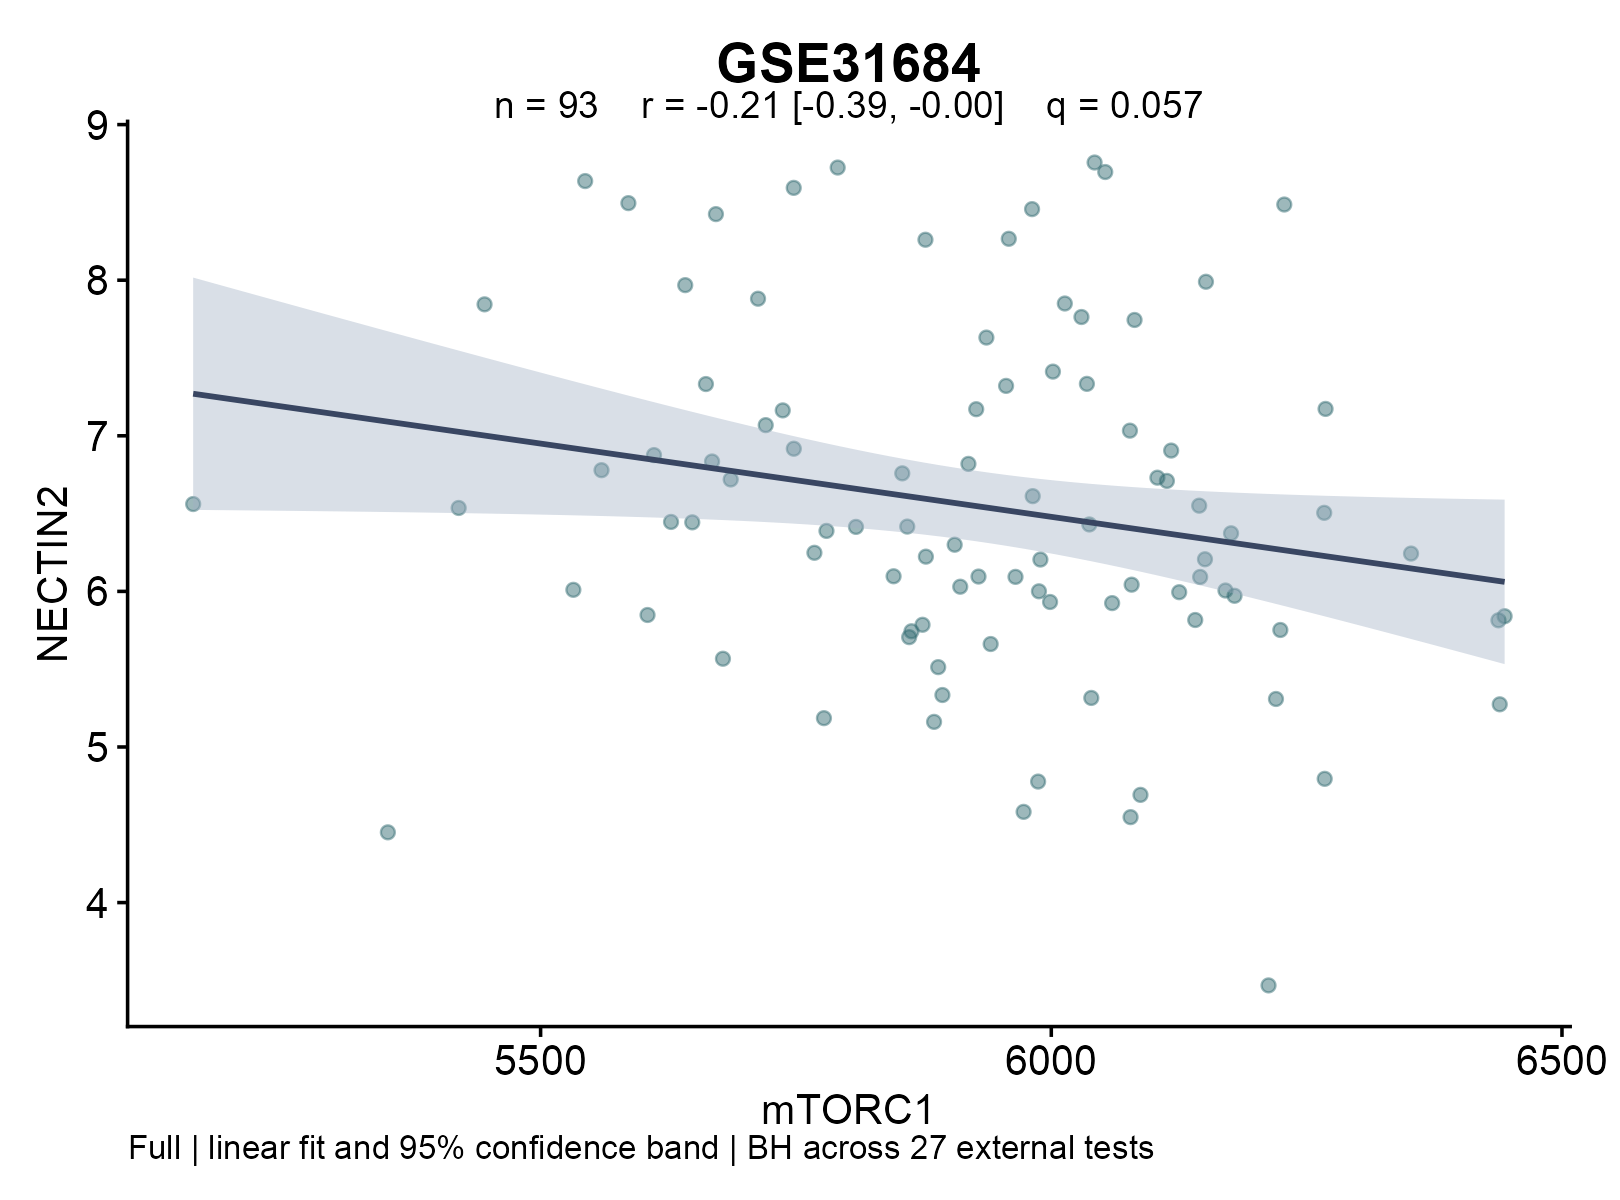 GSE31684
n = 93 r = -0.21 [-0.39, -0.00] q = 0.057
9
8
7
6
5
4
NECTIN2
5500 6000 6500
mTORC1
Full | linear fit and 95% confidence band | BH across 27 external tests